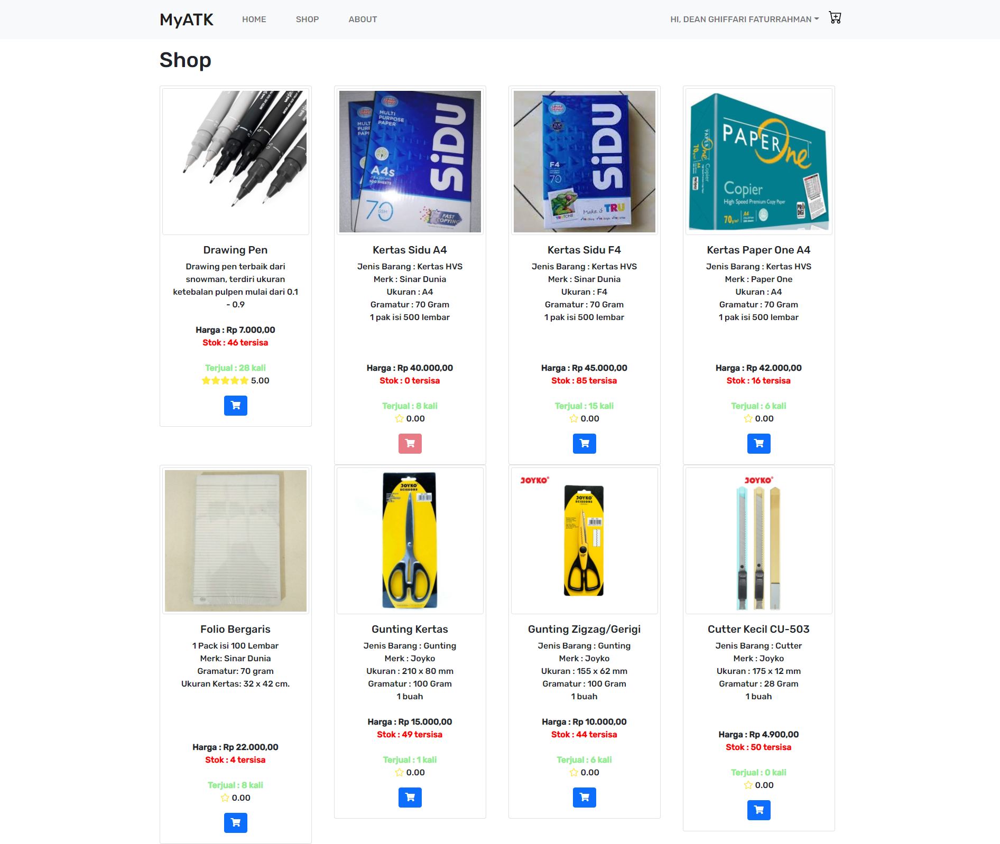 MyATK
HOME
SHOP
ABOUT
HI, DEAN GHIFFARI FATURRAHMAN
Shop
0.5
0.1
MULTI
PURPOSE
PAPER
SiDU
A4s
500 SHEETS
70
GSM
FAST
COPYING
SiDU
F4
70
TRUTONE
Make it TRU
PAPEROne
Copier
High Speed Premium Copy Paper
70g/m²
A4
PRO
DIGI
Drawing Pen
Drawing pen terbaik dari
snowman, terdiri ukuran
ketebalan pulpen mulai dari 0.1
- 0.9
Harga : Rp 7.000,00
Stok : 46 tersisa
Terjual : 28 kali
5.00
Kertas Sidu A4
Jenis Barang : Kertas HVS
Merk : Sinar Dunia
Ukuran : A4
Gramatur : 70 Gram
1 pak isi 500 lembar
Harga : Rp 40.000,00
Stok : 0 tersisa
Terjual : 8 kali
0.00
Kertas Sidu F4
Jenis Barang : Kertas HVS
Merk : Sinar Dunia
Ukuran : F4
Gramatur : 70 Gram
1 pak isi 500 lembar
Harga : Rp 45.000,00
Stok : 85 tersisa
Terjual : 15 kali
0.00
Kertas Paper One A4
Jenis Barang : Kertas HVS
Merk : Paper One
Ukuran : A4
Gramatur : 70 Gram
1 pak isi 500 lembar
Harga : Rp 42.000,00
Stok : 16 tersisa
Terjual : 6 kali
0.00
Folio Bergaris
1 Pack isi 100 Lembar
Merk: Sinar Dunia
Gramatur: 70 gram
Ukuran Kertas: 32 x 42 cm.
Harga : Rp 22.000,00
Stok : 4 tersisa
Terjual : 8 kali
0.00
JOYKO
SCISSORS
Gunting Kertas
Jenis Barang : Gunting
Merk : Joyko
Ukuran : 210 x 80 mm
Gramatur : 100 Gram
1 buah
Harga : Rp 15.000,00
Stok : 49 tersisa
Terjual : 1 kali
0.00
JOYKO
JOYKO
SCISSORS
Gunting Zigzag/Gerigi
Jenis Barang : Gunting
Merk : Joyko
Ukuran : 155 x 62 mm
Gramatur : 100 Gram
1 buah
Harga : Rp 10.000,00
Stok : 44 tersisa
Terjual : 6 kali
0.00
JOYKO
Cutter Kecil CU-503
Jenis Barang : Cutter
Merk : Joyko
Ukuran : 175 x 12 mm
Gramatur : 28 Gram
1 buah
Harga : Rp 4.900,00
Stok : 50 tersisa
Terjual : 0 kali
0.00